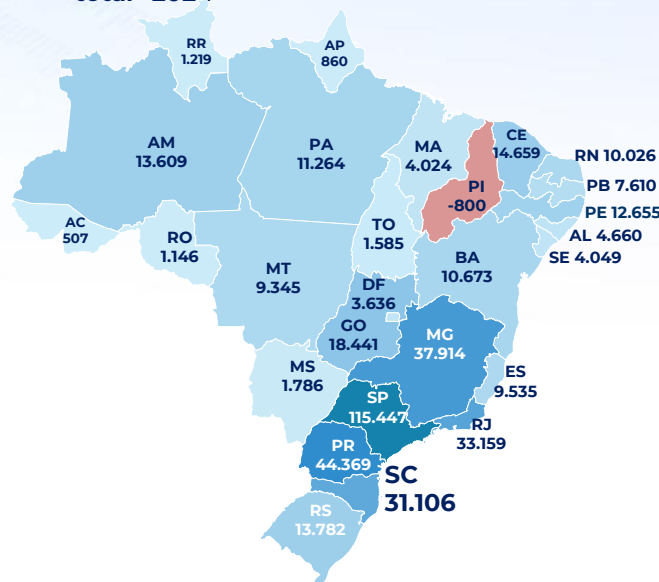 RR
1.219
AP
860
AM
13.609
PA
11.264
MA
4.024
CE
14.659
RN 10.026
PI
-800
PB 7.610
PE 12.655
AC
507
RO
1.146
TO
1.585
AL 4.660
SE 4.049
MT
9.345
BA
10.673
DF
3.636
GO
18.441
MG
37.914
MS
1.786
ES
9.535
SP
115.447
RJ
33.159
PR
44.369
SC
31.106
RS
13.782